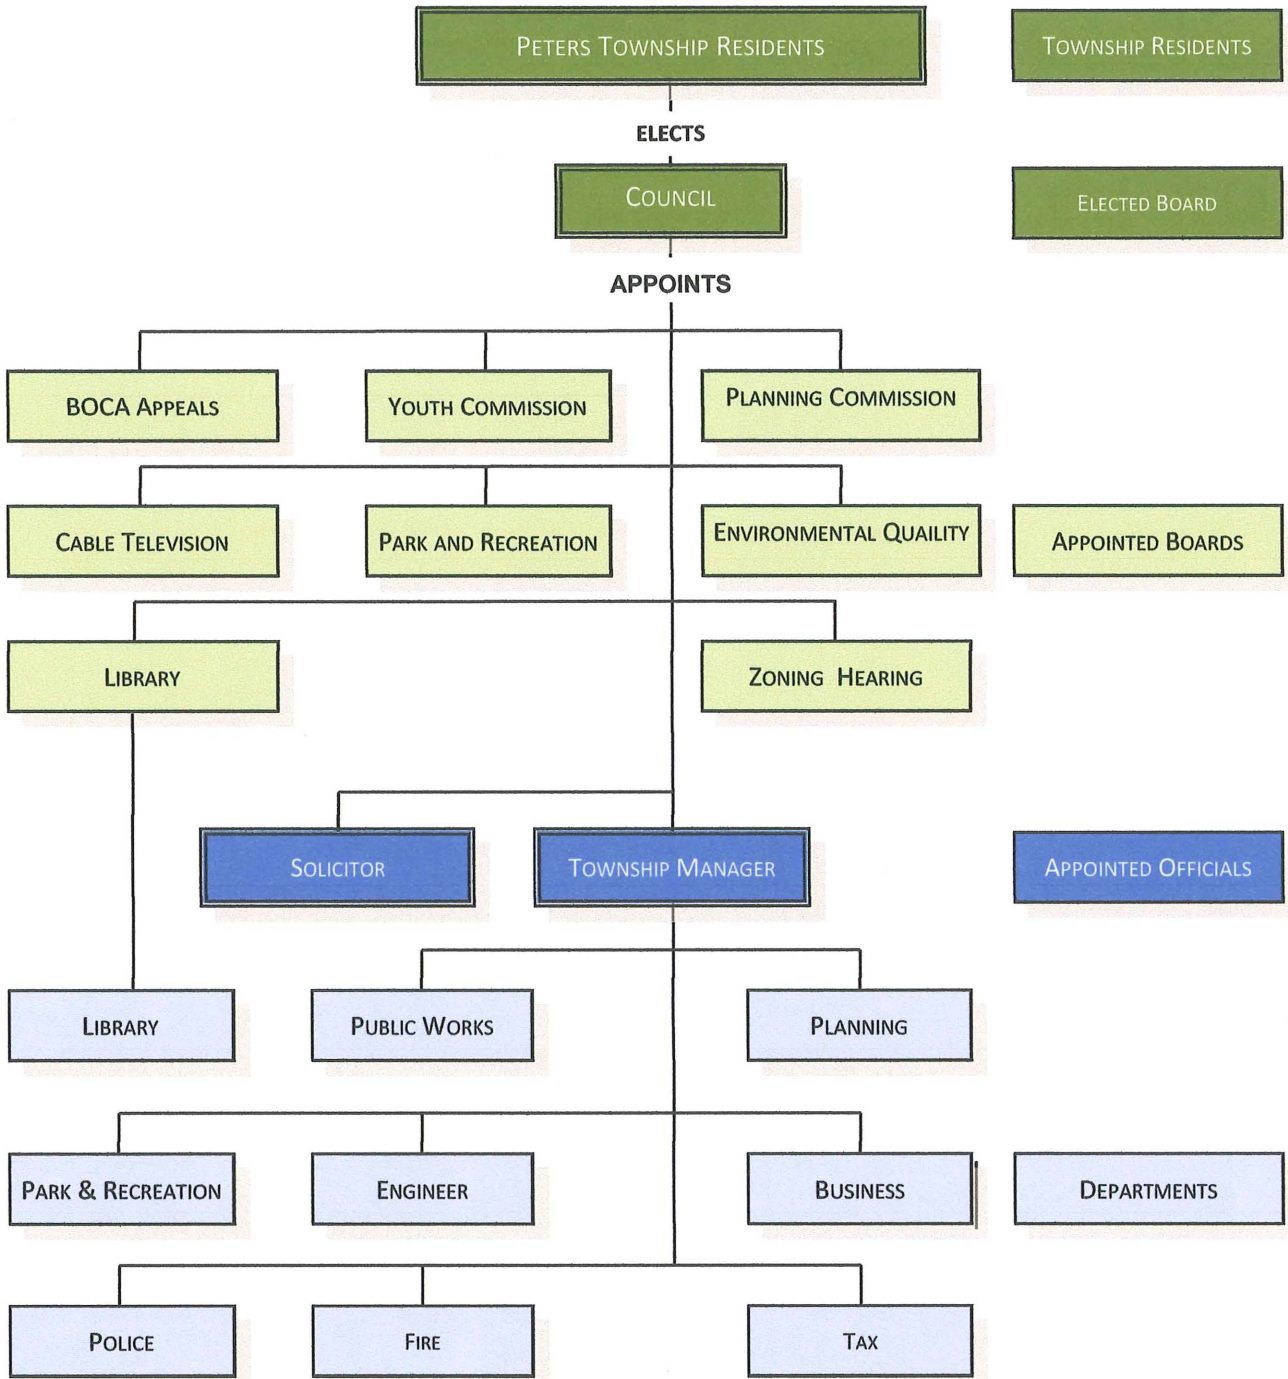 PETERS TOWNSHIP RESIDENTS
TOWNSHIP RESIDENTS
ELECTS
COUNCIL
ELECTED BOARD
APPOINTS
BOCA APPEALS
YOUTH COMMISSION
PLANNING COMMISSION
CABLE TELEVISION
PARK AND RECREATION
ENVIRONMENTAL QUAILITY
APPOINTED BOARDS
LIBRARY
ZONING HEARING
SOLICITOR
TOWNSHIP MANAGER
APPOINTED OFFICIALS
LIBRARY
PUBLIC WORKS
PLANNING
PARK & RECREATION
ENGINEER
BUSINESS
DEPARTMENTS
POLICE
FIRE
TAX